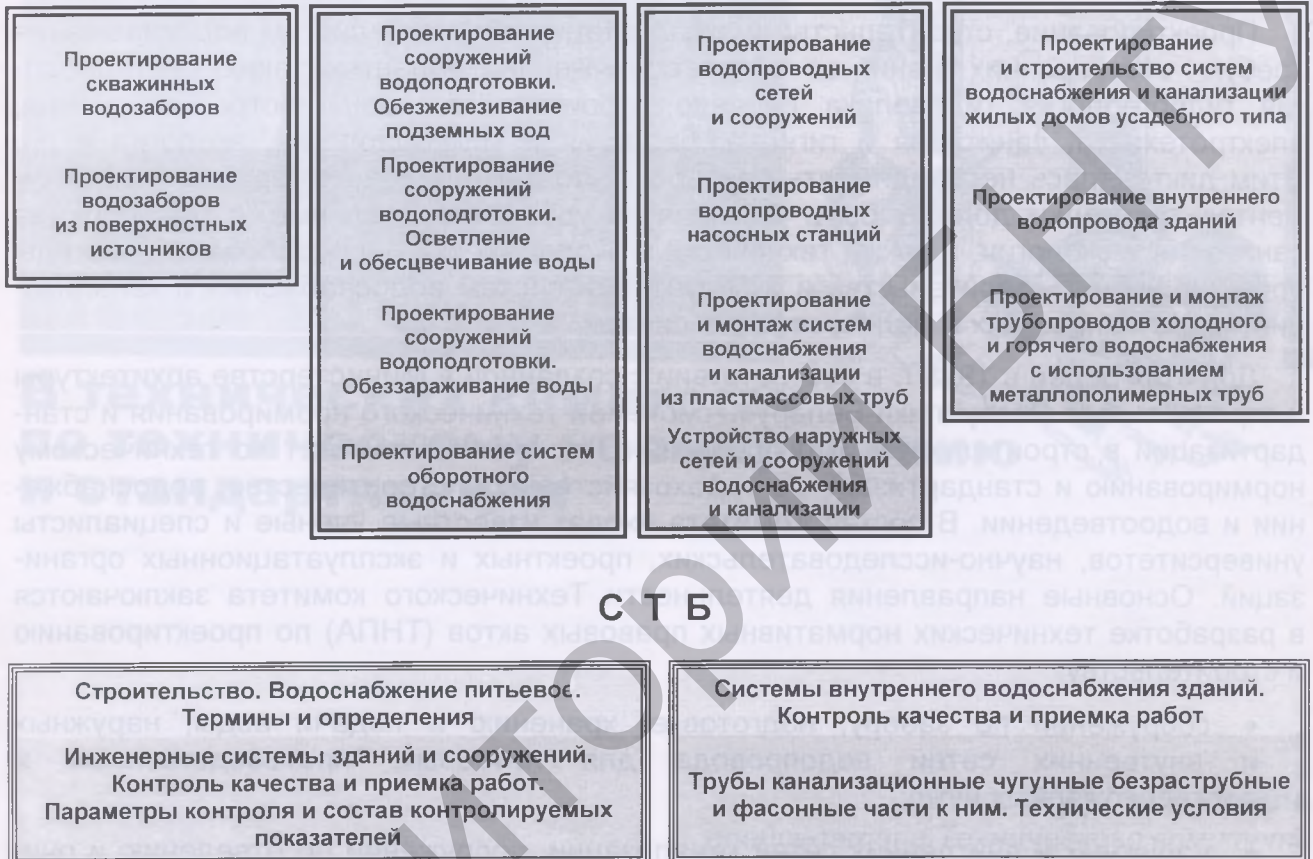 Проектирование
скважинных
водозаборов
Проектирование
водозаборов
из поверхностных
источников
Проектирование
сооружений
водоподготовки.
Обезжелезивание
подземных вод
Проектирование
сооружений
водоподготовки.
Осветление
и обесцвечивание воды
Проектирование
сооружений
водоподготовки.
Обеззараживание воды
Проектирование систем
оборотного
водоснабжения
Проектирование
водопроводных
сетей
и сооружений
Проектирование
водопроводных
насосных станций
Проектирование
и монтаж систем
водоснабжения
и канализации
из пластмассовых труб
Устройство наружных
сетей и сооружений
водоснабжения
и канализации
Проектирование
и строительство систем
водоснабжения и канализации
жилых домов усадебного типа
Проектирование внутреннего
водопровода зданий
Проектирование и монтаж
трубопроводов холодного
и горячего водоснабжения
с использованием
металлополимерных труб
СТБ
Строительство. Водоснабжение питьевое.
Термины и определения
Инженерные системы зданий и сооружений.
Контроль качества и приемка работ.
Параметры контроля и состав контролируемых
показателей
Системы внутреннего водоснабжения зданий.
Контроль качества и приемка работ
Трубы канализационные чугунные безраструбные
и фасонные части к ним. Технические условия
БНТУ